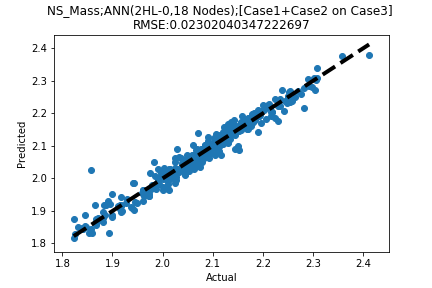 NS_Mass;ANN(2HL-0,18 Nodes);[Case1+Case2 on Case3]
RMSE:0.02302040347222697
2.4
2.3
2.2
2.1
2.0
1.9
1.8
Predicted
1.8 1.9 2.0 2.1 2.2 2.3 2.4
Actual